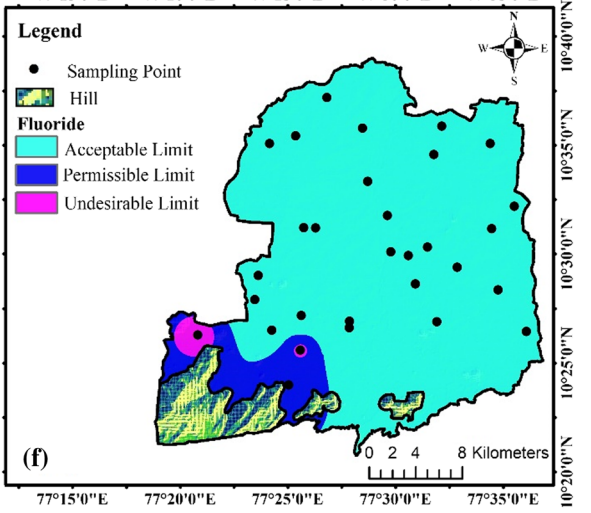 Legend
Sampling Point
Hill
Fluoride
Acceptable Limit
Permissible Limit
Undesirable Limit
N
W E
S
10°40'0"N
10°35'0"N
10°30'0"N
10°25'0"N
10°20'0"N
(f)
0 2 4 8 Kilometers
77°15'0"E 77°20'0"E 77°25'0"E 77°30'0"E 77°35'0"E